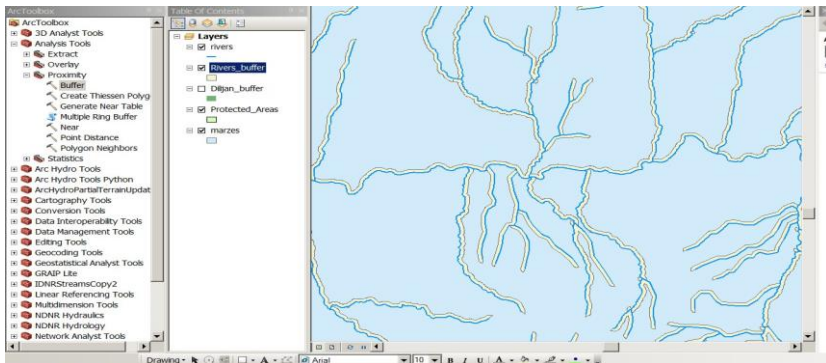 ArcToolbox
ArcToolbox
3D Analyst Tools
Analysis Tools
Extract
Overlay
Proximity
Buffer
Create Thiessen Polyg
Generate Near Table
Multiple Ring Buffer
Near
Point Distance
Polygon Neighbors
Statistics
Arc Hydro Tools
Arc Hydro Tools Python
ArcHydroPartialTerrainUpdat
Cartography Tools
Conversion Tools
Data Interoperability Tools
Data Management Tools
Editing Tools
Geocoding Tools
Geostatistical Analyst Tools
GRAIP Lite
IDNRStreamsCopy2
Linear Referencing Tools
Multidimension Tools
NDNR Hydraulics
NDNR Hydrology
Network Analyst Tools
Table Of Contents
Layers
rivers
Rivers_buffer
Diljan_buffer
Protected_Areas
marzes
Drawing
A
Arial
10
B I U A